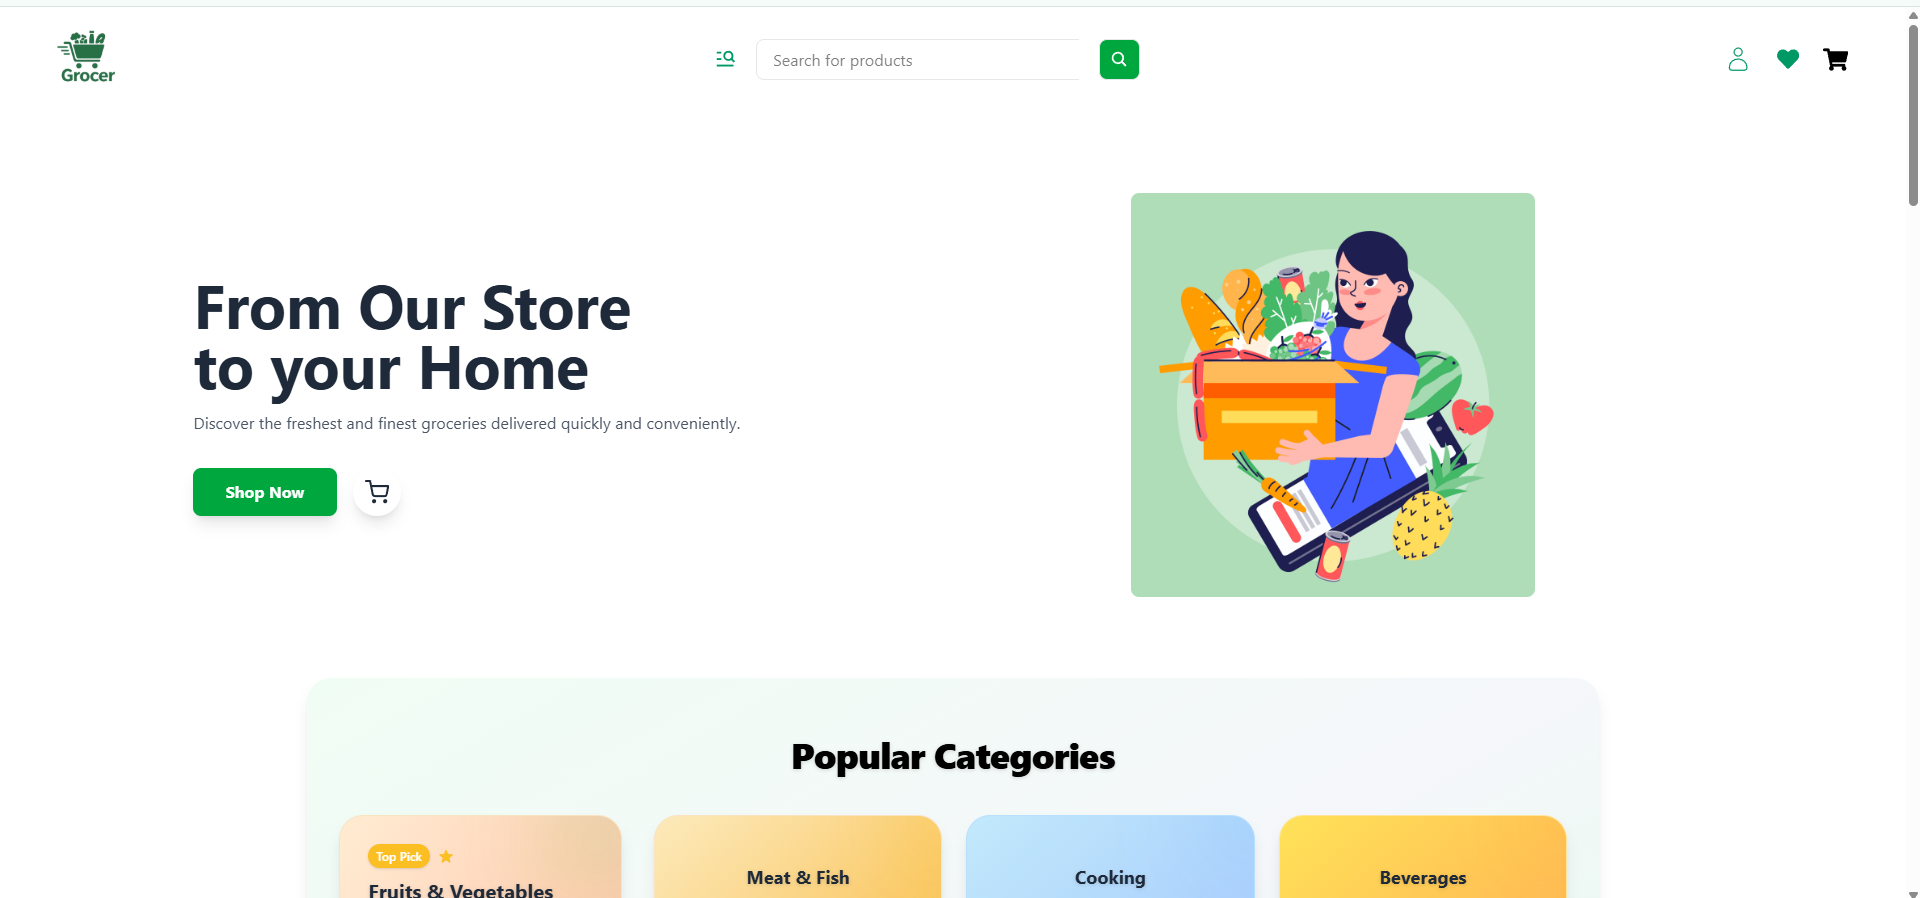 Grocer
Search for products
From Our Store
to your Home
Discover the freshest and finest groceries delivered quickly and conveniently.
Shop Now
Popular Categories
Top Pick
Fruits & Vegetables
Meat & Fish
Cooking
Beverages